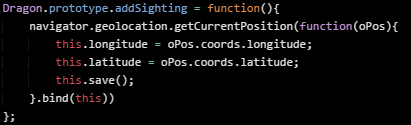 Dragon.prototype.addSighting = function(){
    navigator.geolocation.getCurrentPosition(function(oPos){
        this.longitude = oPos.coords.longitude;
        this.latitude = oPos.coords.latitude;
        this.save();
    }.bind(this))
};